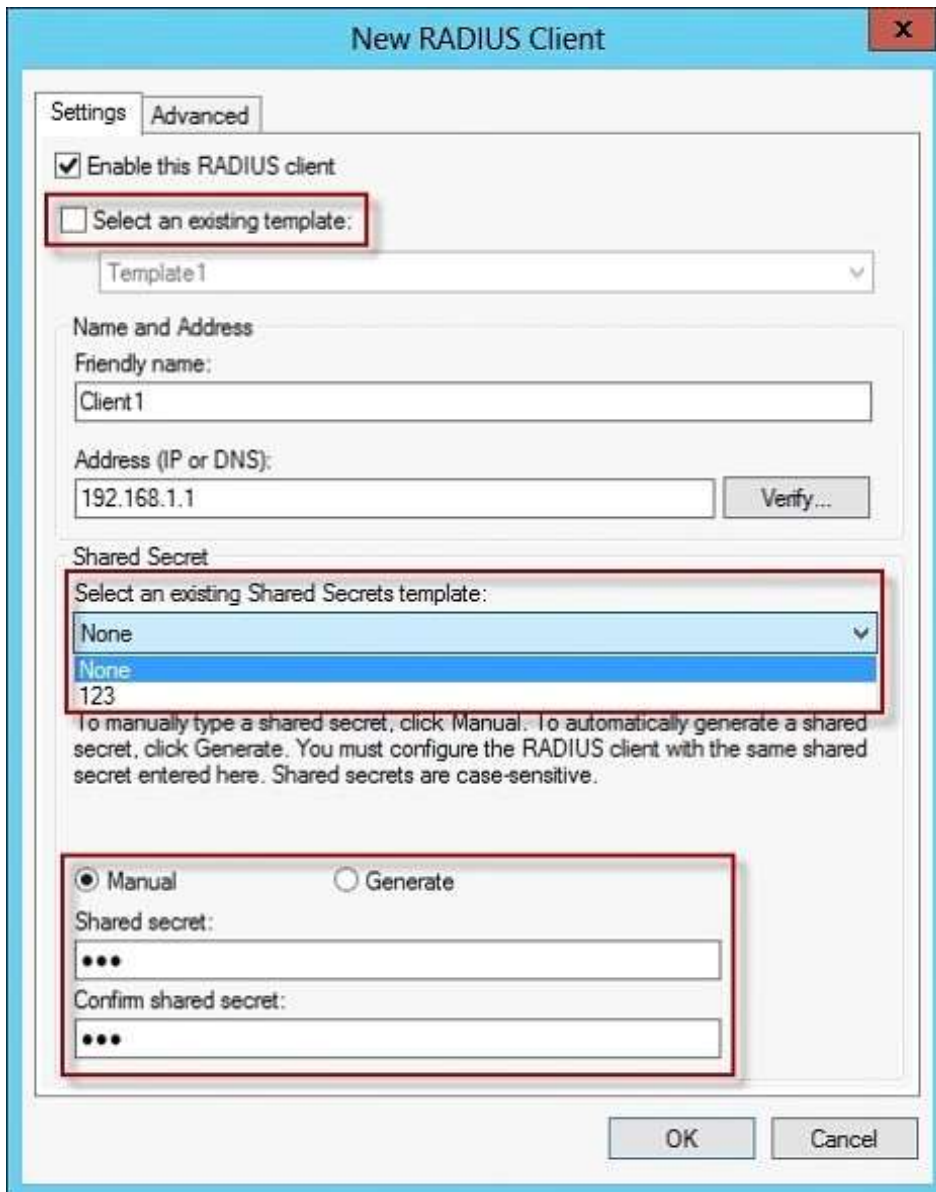 New RADIUS Client
x
Settings
Advanced
Enable this RADIUS client
Select an existing template:
Template1
Name and Address
Friendly name:
Client1
Address (IP or DNS):
192.168.1.1
Verify...
Shared Secret
Select an existing Shared Secrets template:
None
None
123
To manually type a shared secret, click Manual. To automatically generate a shared
secret, click Generate. You must configure the RADIUS client with the same shared
secret entered here. Shared secrets are case-sensitive.
Manual
Generate
Shared secret:
•••
Confirm shared secret:
•••
OK
Cancel